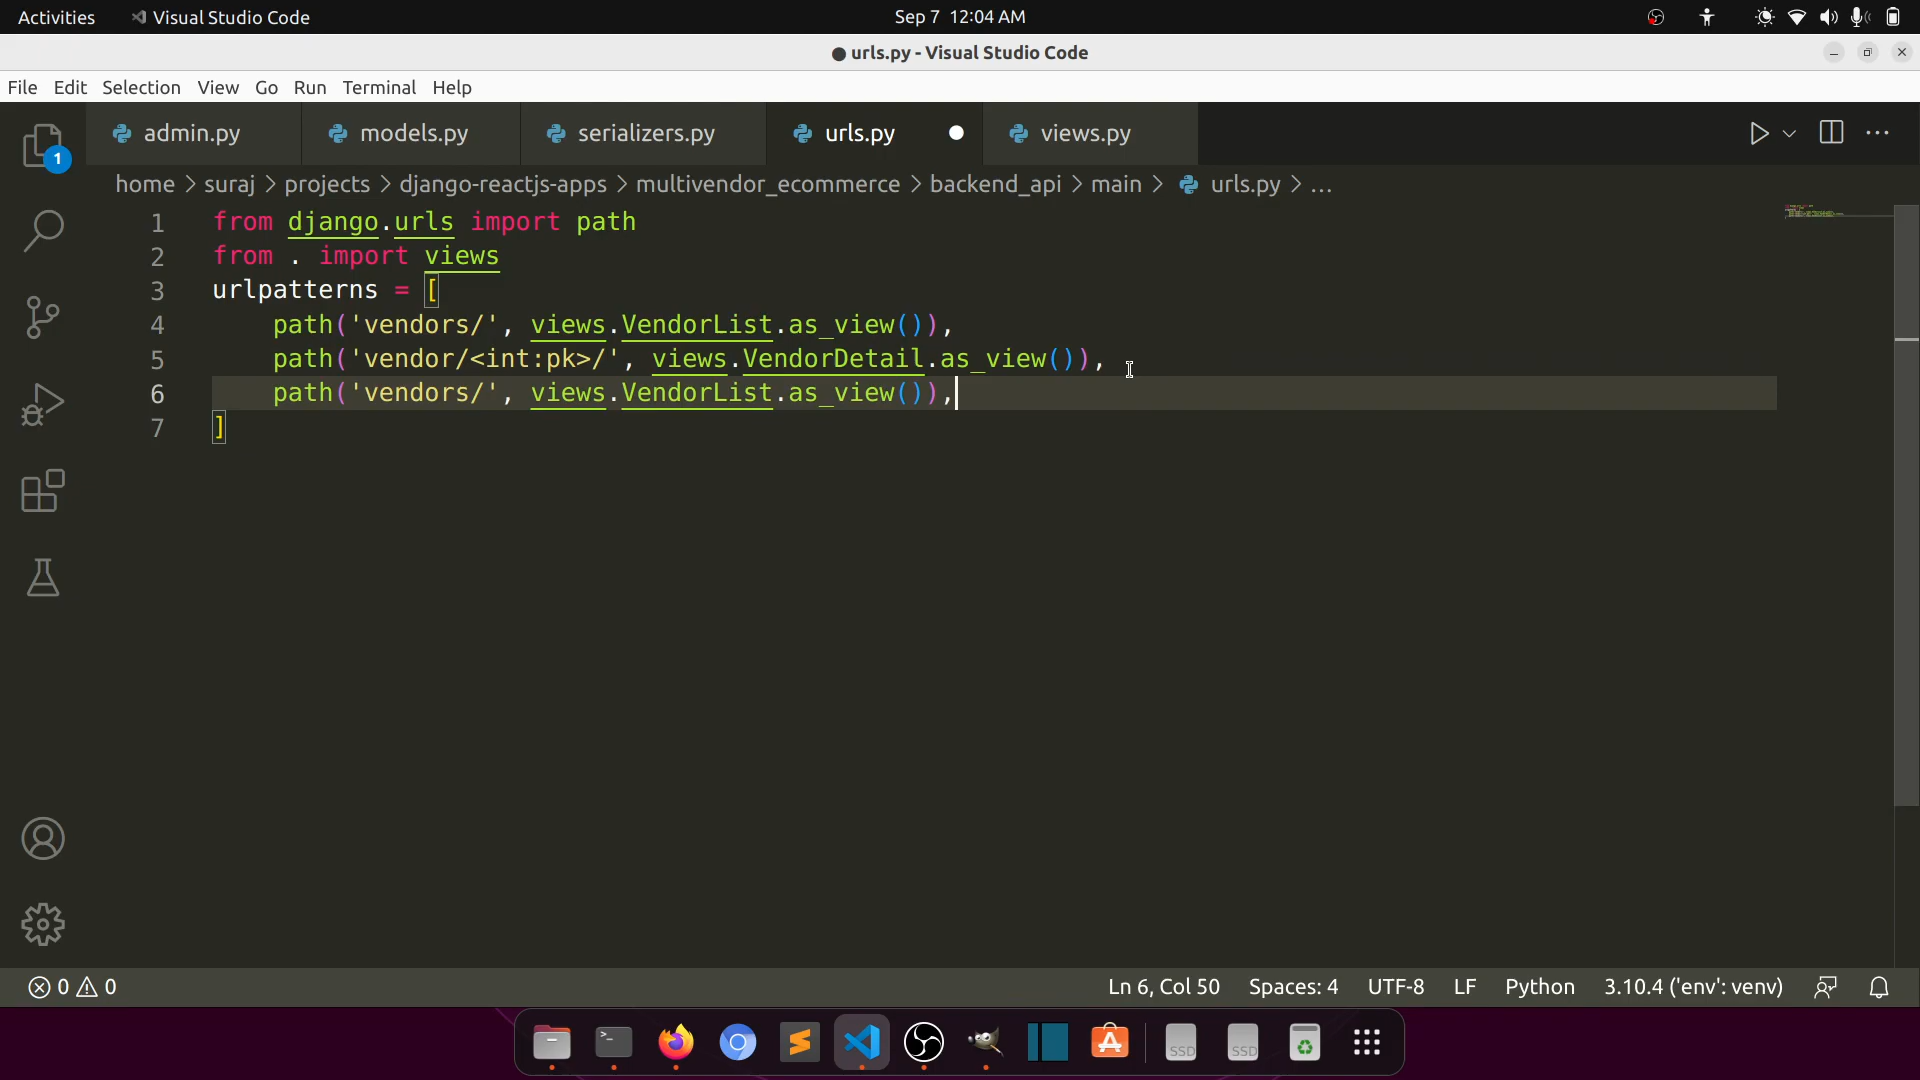 Activities Visual Studio Code Sep 7 12:04 AM
urls.py - Visual Studio Code
File Edit Selection View Go Run Terminal Help
admin.py models.py serializers.py urls.py views.py
1
home > suraj > projects > django-reactjs-apps > multivendor_ecommerce > backend_api > main > urls.py > ...
1 from django.urls import path
2 from . import views
3 urlpatterns = [
4 path('vendors/', views.VendorList.as_view()),
5 path('vendor/<int:pk>/', views.VendorDetail.as_view()),
6 path('vendors/', views.VendorList.as_view()),
7 ]
0 0 Ln 6, Col 50 Spaces: 4 UTF-8 LF Python 3.10.4 ('env': venv)
SSD SSD